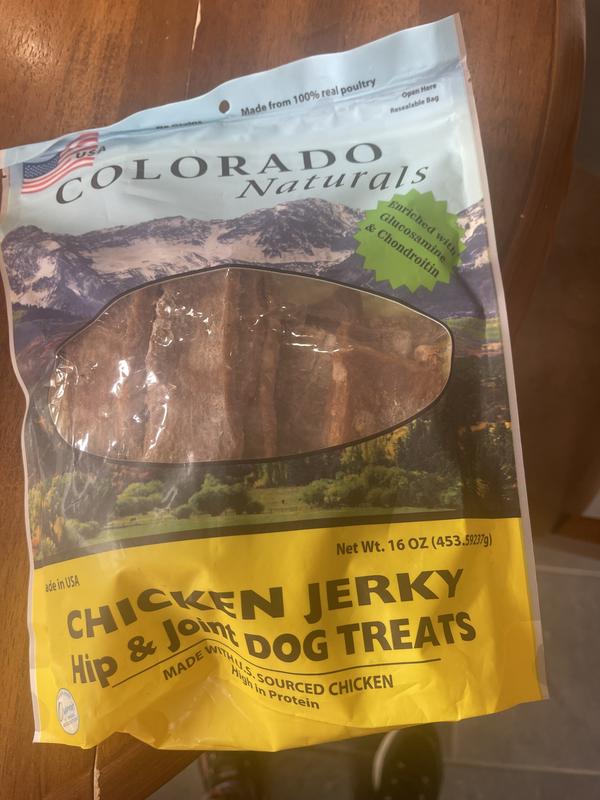 Made from 100% real poultry
Open Here
Resealable Bag
USA
COLORADO
Naturals
Enriched with
Glucosamine
& Chondroitin
Net Wt. 16 OZ (453.59237g)
ade in USA
CHICKEN JERKY
Hip & Joint DOG TREATS
MADE WITH U.S. SOURCED CHICKEN
High in Protein